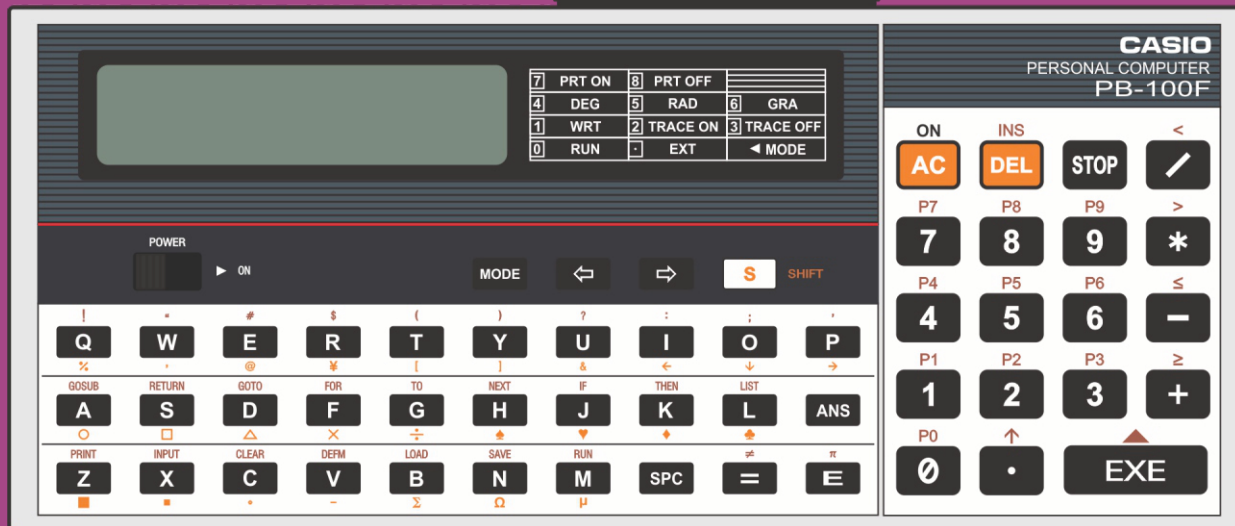 CASIO
PERSONAL COMPUTER
PB-100F
7 PRT ON 8 PRT OFF
4 DEG 5 RAD 6 GRA
1 WRT 2 TRACE ON 3 TRACE OFF
0 RUN · EXT ◄ MODE
POWER
► ON
MODE ⇦ ⇨ S SHIFT
! " # $ ( ) ? : ; ,
Q W E R T Y U I O P
% ' @ ¥ [ ] & ← ↓ →
GOSUB RETURN GOTO FOR TO NEXT IF THEN LIST
A S D F G H J K L ANS
○ □ △ × ÷ ♠ ♥ ♦ ♣
PRINT INPUT CLEAR DEFM LOAD SAVE RUN ≠ π
Z X C V B N M SPC = E
■ ▪ • − Σ Ω μ
ON INS <
AC DEL STOP /
P7 P8 P9 >
7 8 9 *
P4 P5 P6 ≤
4 5 6 −
P1 P2 P3 ≥
1 2 3 +
P0 ↑ ▲
0 · EXE